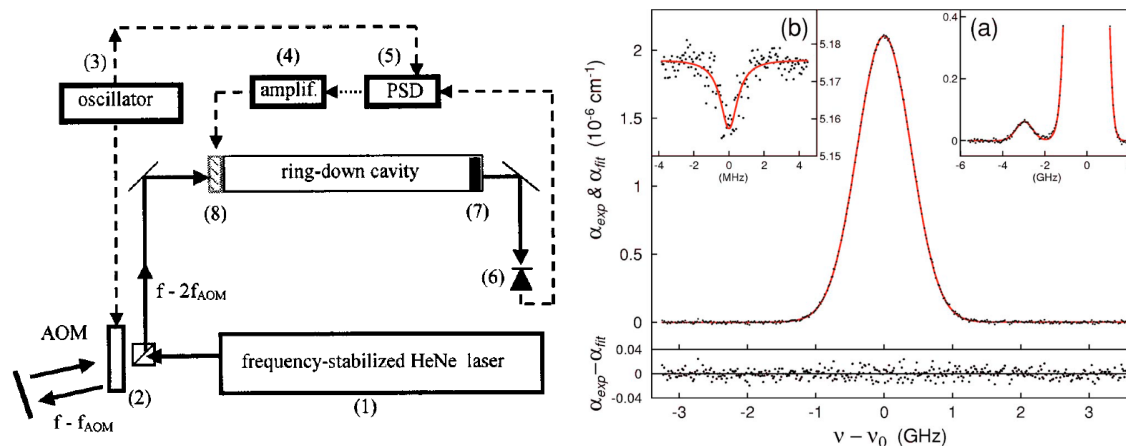 (3)
oscillator
(4)
amplif.
(5)
PSD
ring-down cavity
(8)
(7)
(6)
f - 2f_AOM
AOM
(2)
f - f_AOM
frequency-stabilized HeNe laser
(1)
α_exp & α_fit (10⁻⁶ cm⁻¹)
2
1.5
1
0.5
0
(b)
5.18
5.17
5.16
5.15
-4 -2 0 2 4
(MHz)
(a)
0.4
0.2
0
-6 -4 -2 0
(GHz)
α_exp−α_fit
0.04
0
-0.04
-3 -2 -1 0 1 2 3
ν − ν₀ (GHz)